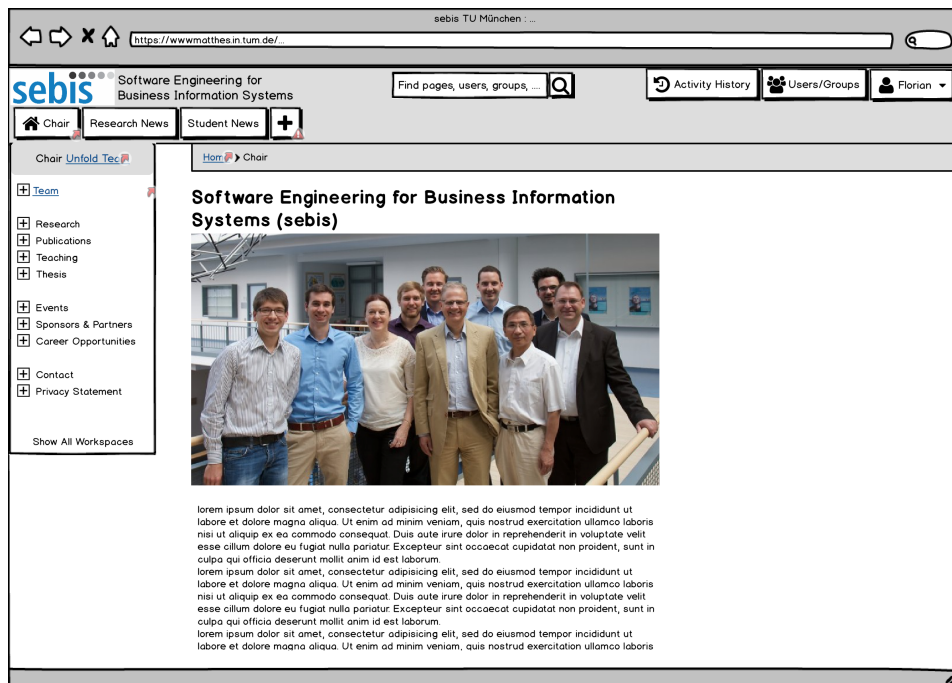 sebis TU München : ...
https://wwwmatthes.in.tum.de/...
sebis
Software Engineering for
Business Information Systems
Find pages, users, groups, ....
Activity History
Users/Groups
Florian
Chair
Research News
Student News
Chair Unfold Tec
Hom > Chair
Team
Research
Publications
Teaching
Thesis
Events
Sponsors & Partners
Career Opportunities
Contact
Privacy Statement
Show All Workspaces
Software Engineering for Business Information
Systems (sebis)
lorem ipsum dolor sit amet, consectetur adipisicing elit, sed do eiusmod tempor incididunt ut
labore et dolore magna aliqua. Ut enim ad minim veniam, quis nostrud exercitation ullamco laboris
nisi ut aliquip ex ea commodo consequat. Duis aute irure dolor in reprehenderit in voluptate velit
esse cillum dolore eu fugiat nulla pariatur. Excepteur sint occaecat cupidatat non proident, sunt in
culpa qui officia deserunt mollit anim id est laborum.
lorem ipsum dolor sit amet, consectetur adipisicing elit, sed do eiusmod tempor incididunt ut
labore et dolore magna aliqua. Ut enim ad minim veniam, quis nostrud exercitation ullamco laboris
nisi ut aliquip ex ea commodo consequat. Duis aute irure dolor in reprehenderit in voluptate velit
esse cillum dolore eu fugiat nulla pariatur. Excepteur sint occaecat cupidatat non proident, sunt in
culpa qui officia deserunt mollit anim id est laborum.
lorem ipsum dolor sit amet, consectetur adipisicing elit, sed do eiusmod tempor incididunt ut
labore et dolore magna aliqua. Ut enim ad minim veniam, quis nostrud exercitation ullamco laboris